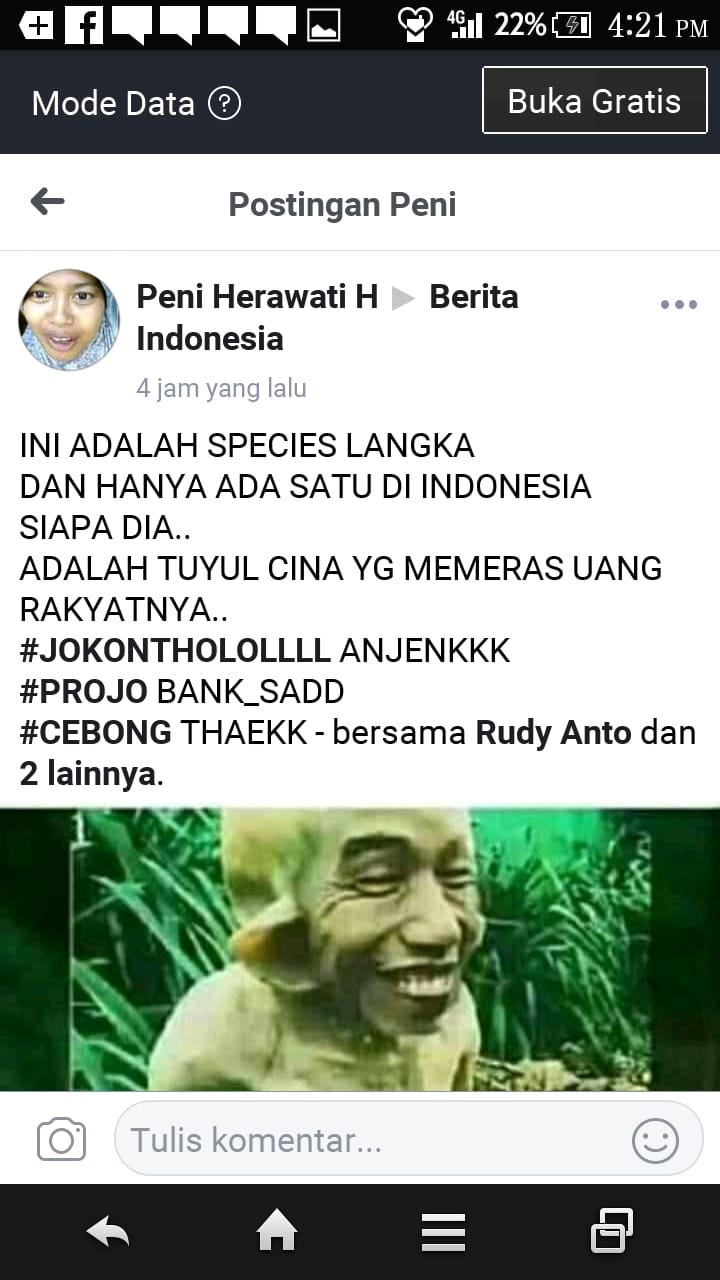 4G 22% 4:21 PM
Mode Data ? Buka Gratis
Postingan Peni
Peni Herawati H ▶ Berita
Indonesia
4 jam yang lalu
INI ADALAH SPECIES LANGKA
DAN HANYA ADA SATU DI INDONESIA
SIAPA DIA..
ADALAH TUYUL CINA YG MEMERAS UANG
RAKYATNYA..
#JOKONTHOLOLLLL ANJENKKK
#PROJO BANK_SADD
#CEBONG THAEKK - bersama Rudy Anto dan
2 lainnya.
Tulis komentar...